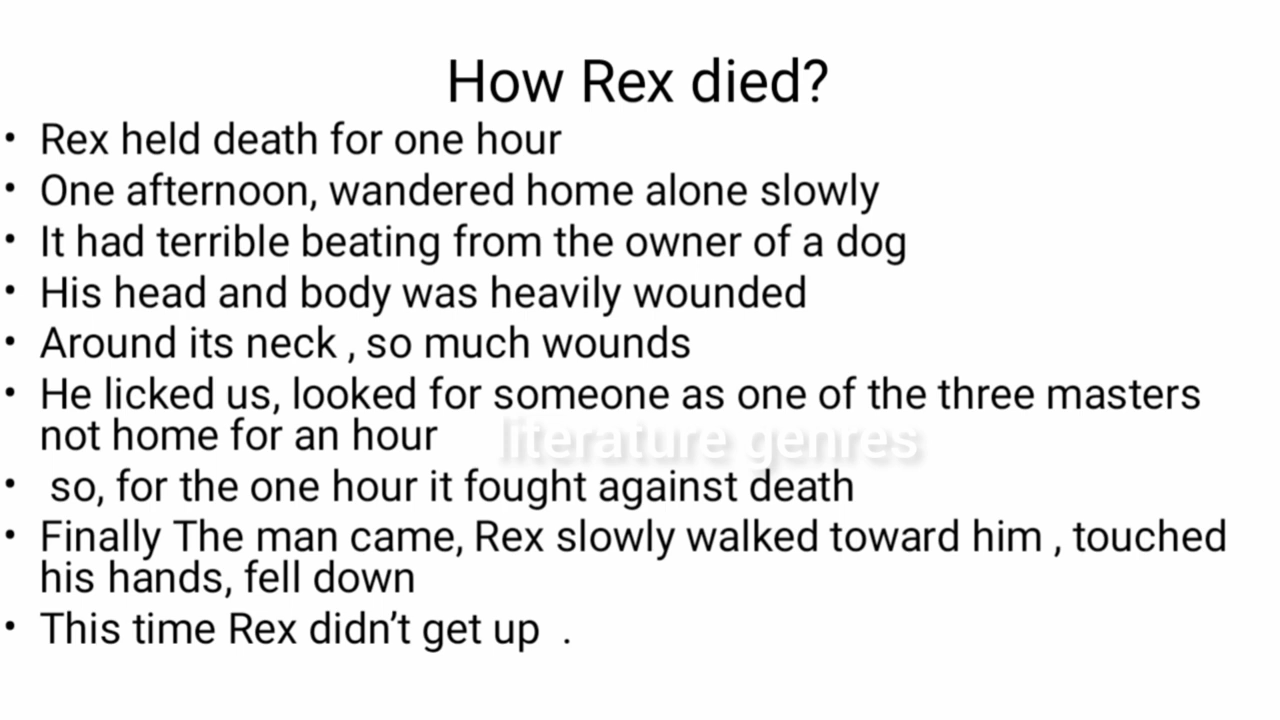 How Rex died?
• Rex held death for one hour
• One afternoon, wandered home alone slowly
• It had terrible beating from the owner of a dog
• His head and body was heavily wounded
• Around its neck , so much wounds
• He licked us, looked for someone as one of the three masters
not home for an hour
literature genres
• so, for the one hour it fought against death
• Finally The man came, Rex slowly walked toward him , touched
his hands, fell down
• This time Rex didn’t get up .